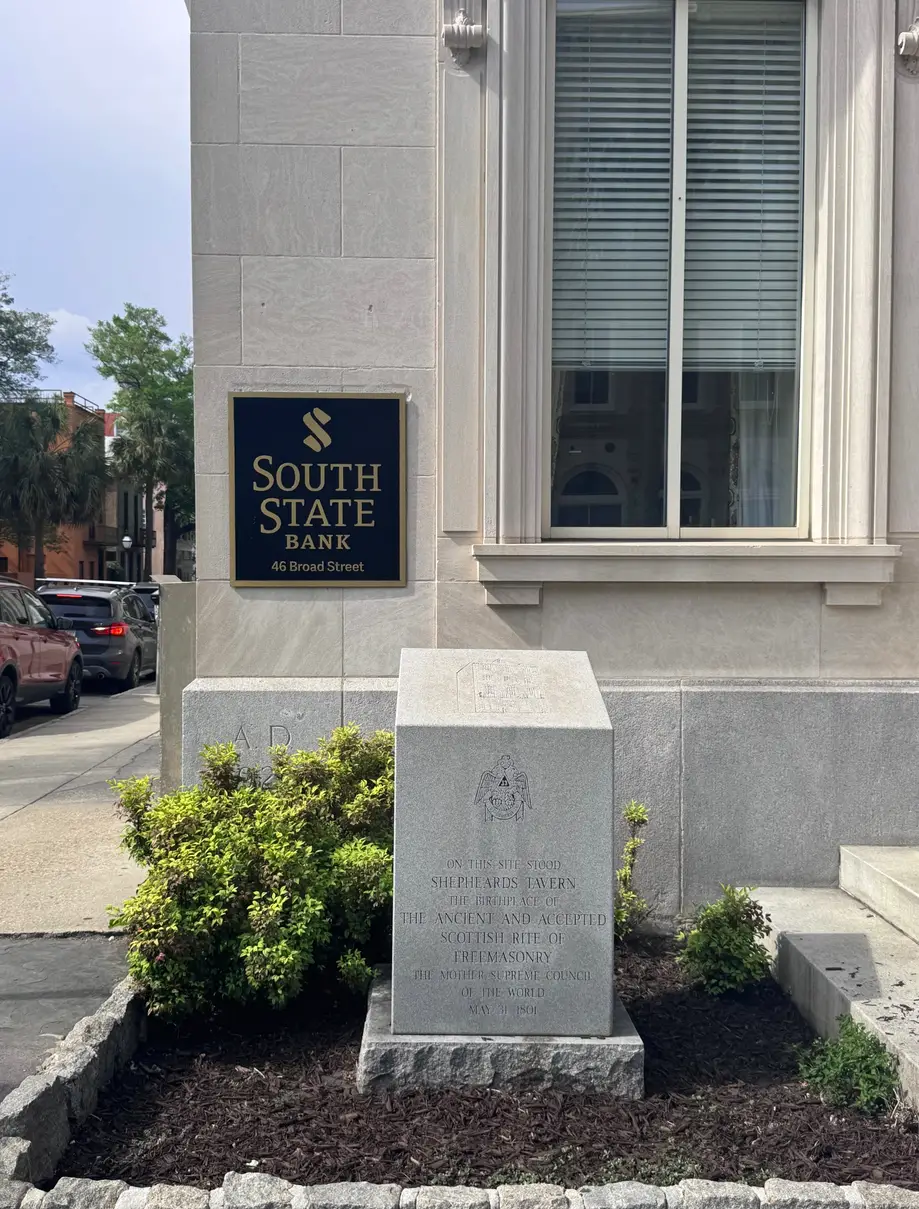 SOUTH
STATE
BANK
46 Broad Street
A.D.
ON THIS SITE STOOD
SHEPHEARDS TAVERN
THE BIRTHPLACE OF
THE ANCIENT AND ACCEPTED
SCOTTISH RITE OF
FREEMASONRY
THE MOTHER SUPREME COUNCIL
OF THE WORLD
MAY 31 1801